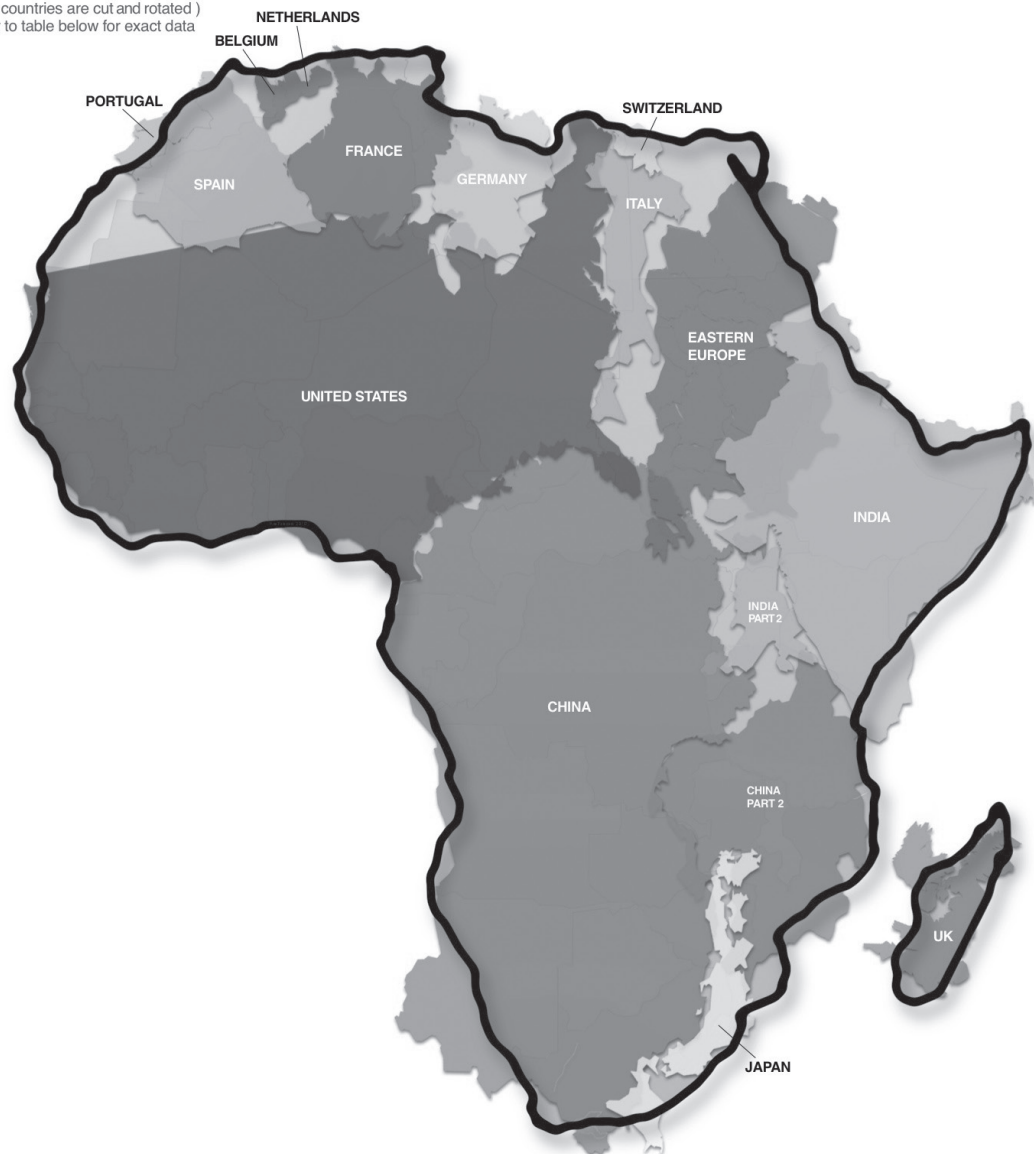 countries are cut and rotated )
to table below for exact data
NETHERLANDS
BELGIUM
PORTUGAL
SWITZERLAND
FRANCE
GERMANY
SPAIN
ITALY
EASTERN
EUROPE
UNITED STATES
INDIA
INDIA
PART 2
CHINA
CHINA
PART 2
UK
JAPAN